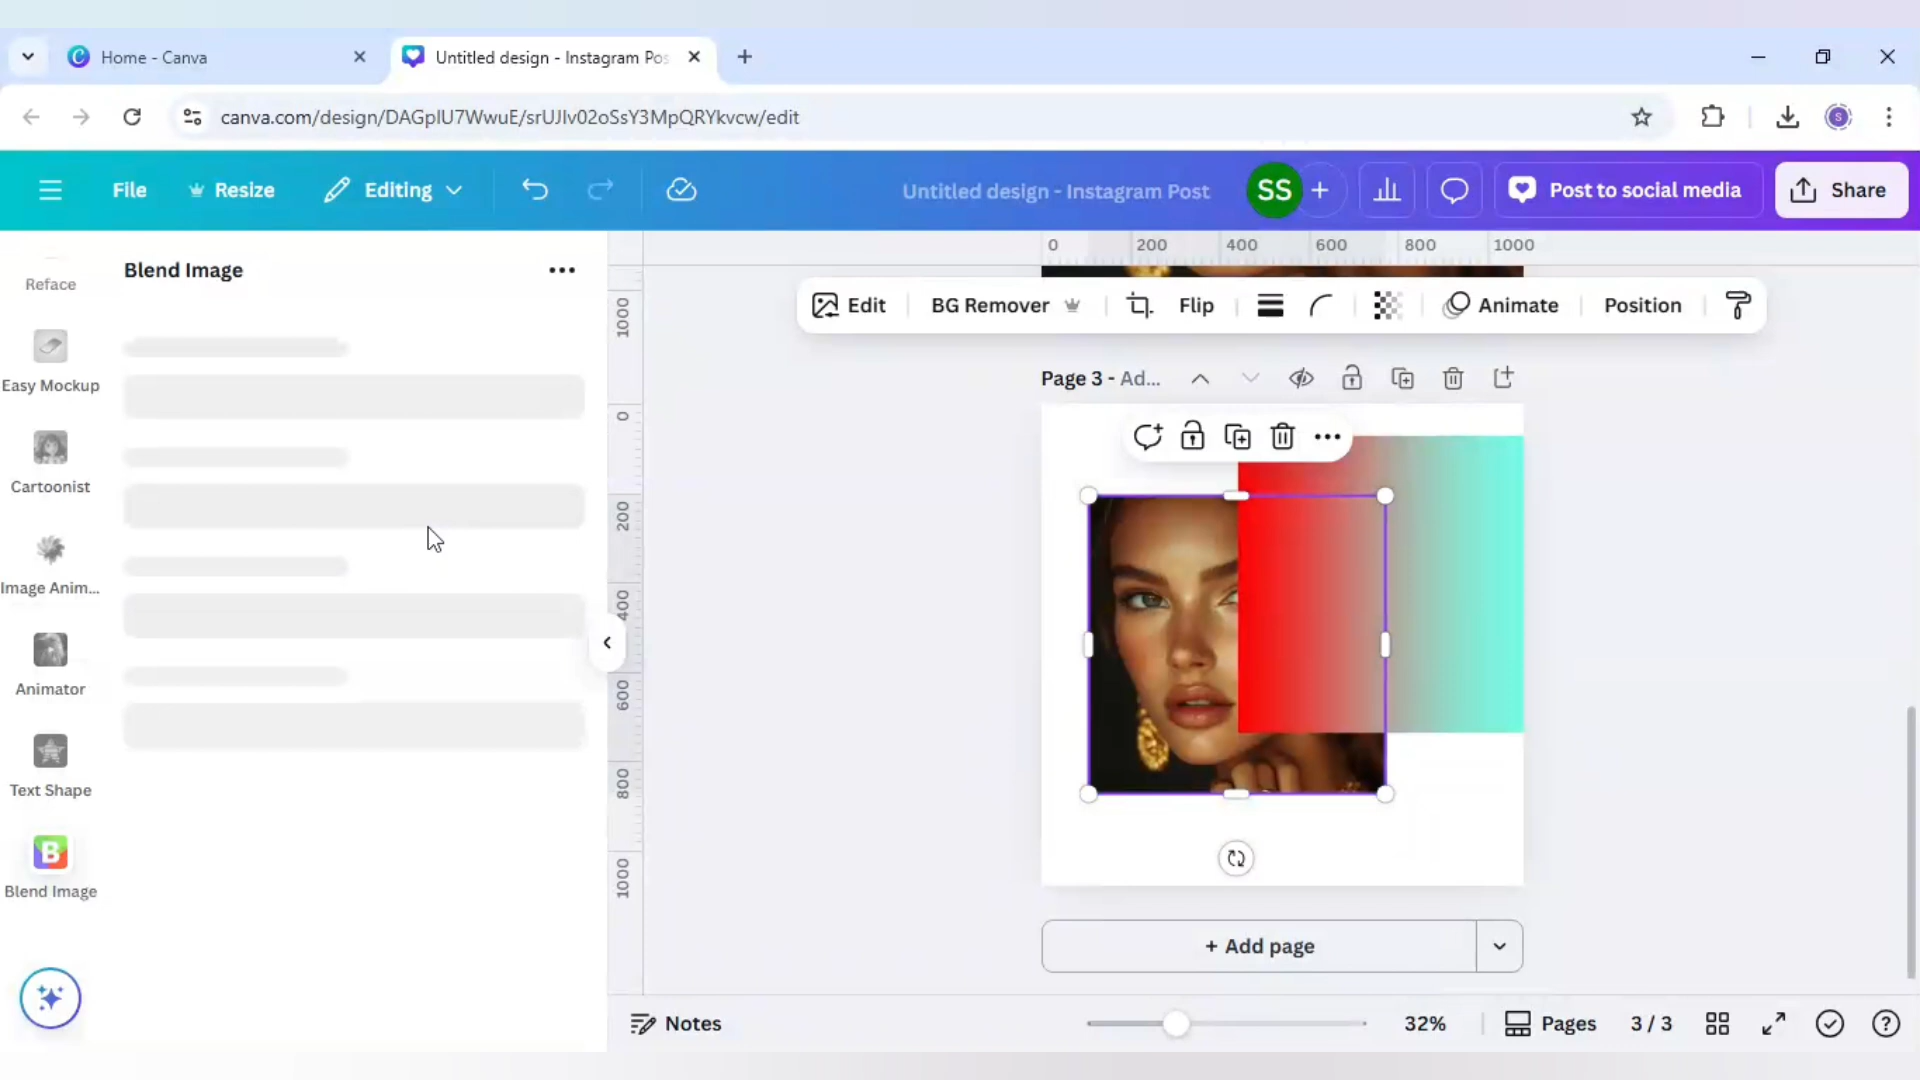 Home - Canva
Untitled design - Instagram Pos
canva.com/design/DAGplU7WwuE/srUJlv02oSsY3MpQRYkvcw/edit
File
Resize
Editing
Untitled design - Instagram Post
SS
Post to social media
Share
Reface
Easy Mockup
Cartoonist
Image Anim...
Animator
Text Shape
B
Blend Image
Blend Image
0 200 400 600 800 1000
1000
0
200
400
600
800
1000
Edit
BG Remover
Flip
Animate
Position
Page 3 - Ad...
+ Add page
Notes
32%
Pages
3 / 3